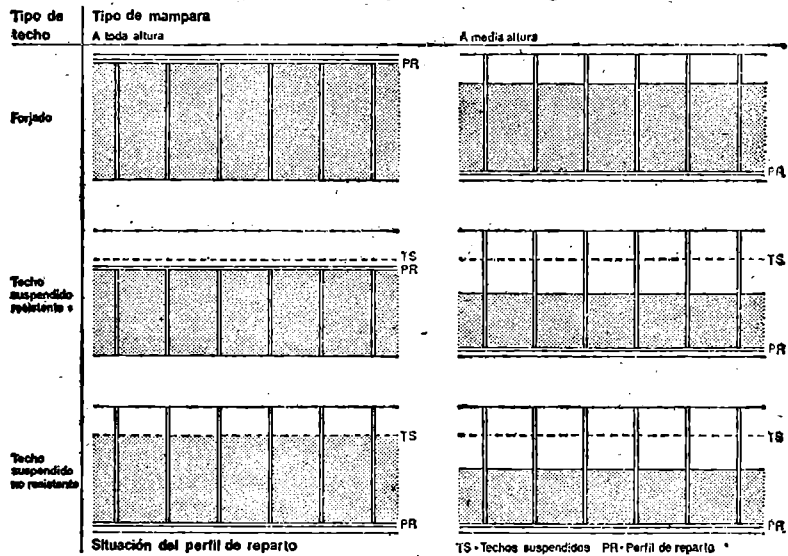 Tipo de techo
Tipo de mampara
A toda altura
A media altura
Forjado
PR
PR
Techo suspendido resistente *
TS
PR
TS
PR
Techo suspendido no resistente
TS
PR
TS
PR
Situación del perfil de reparto
TS-Techos suspendidos PR-Perfil de reparto